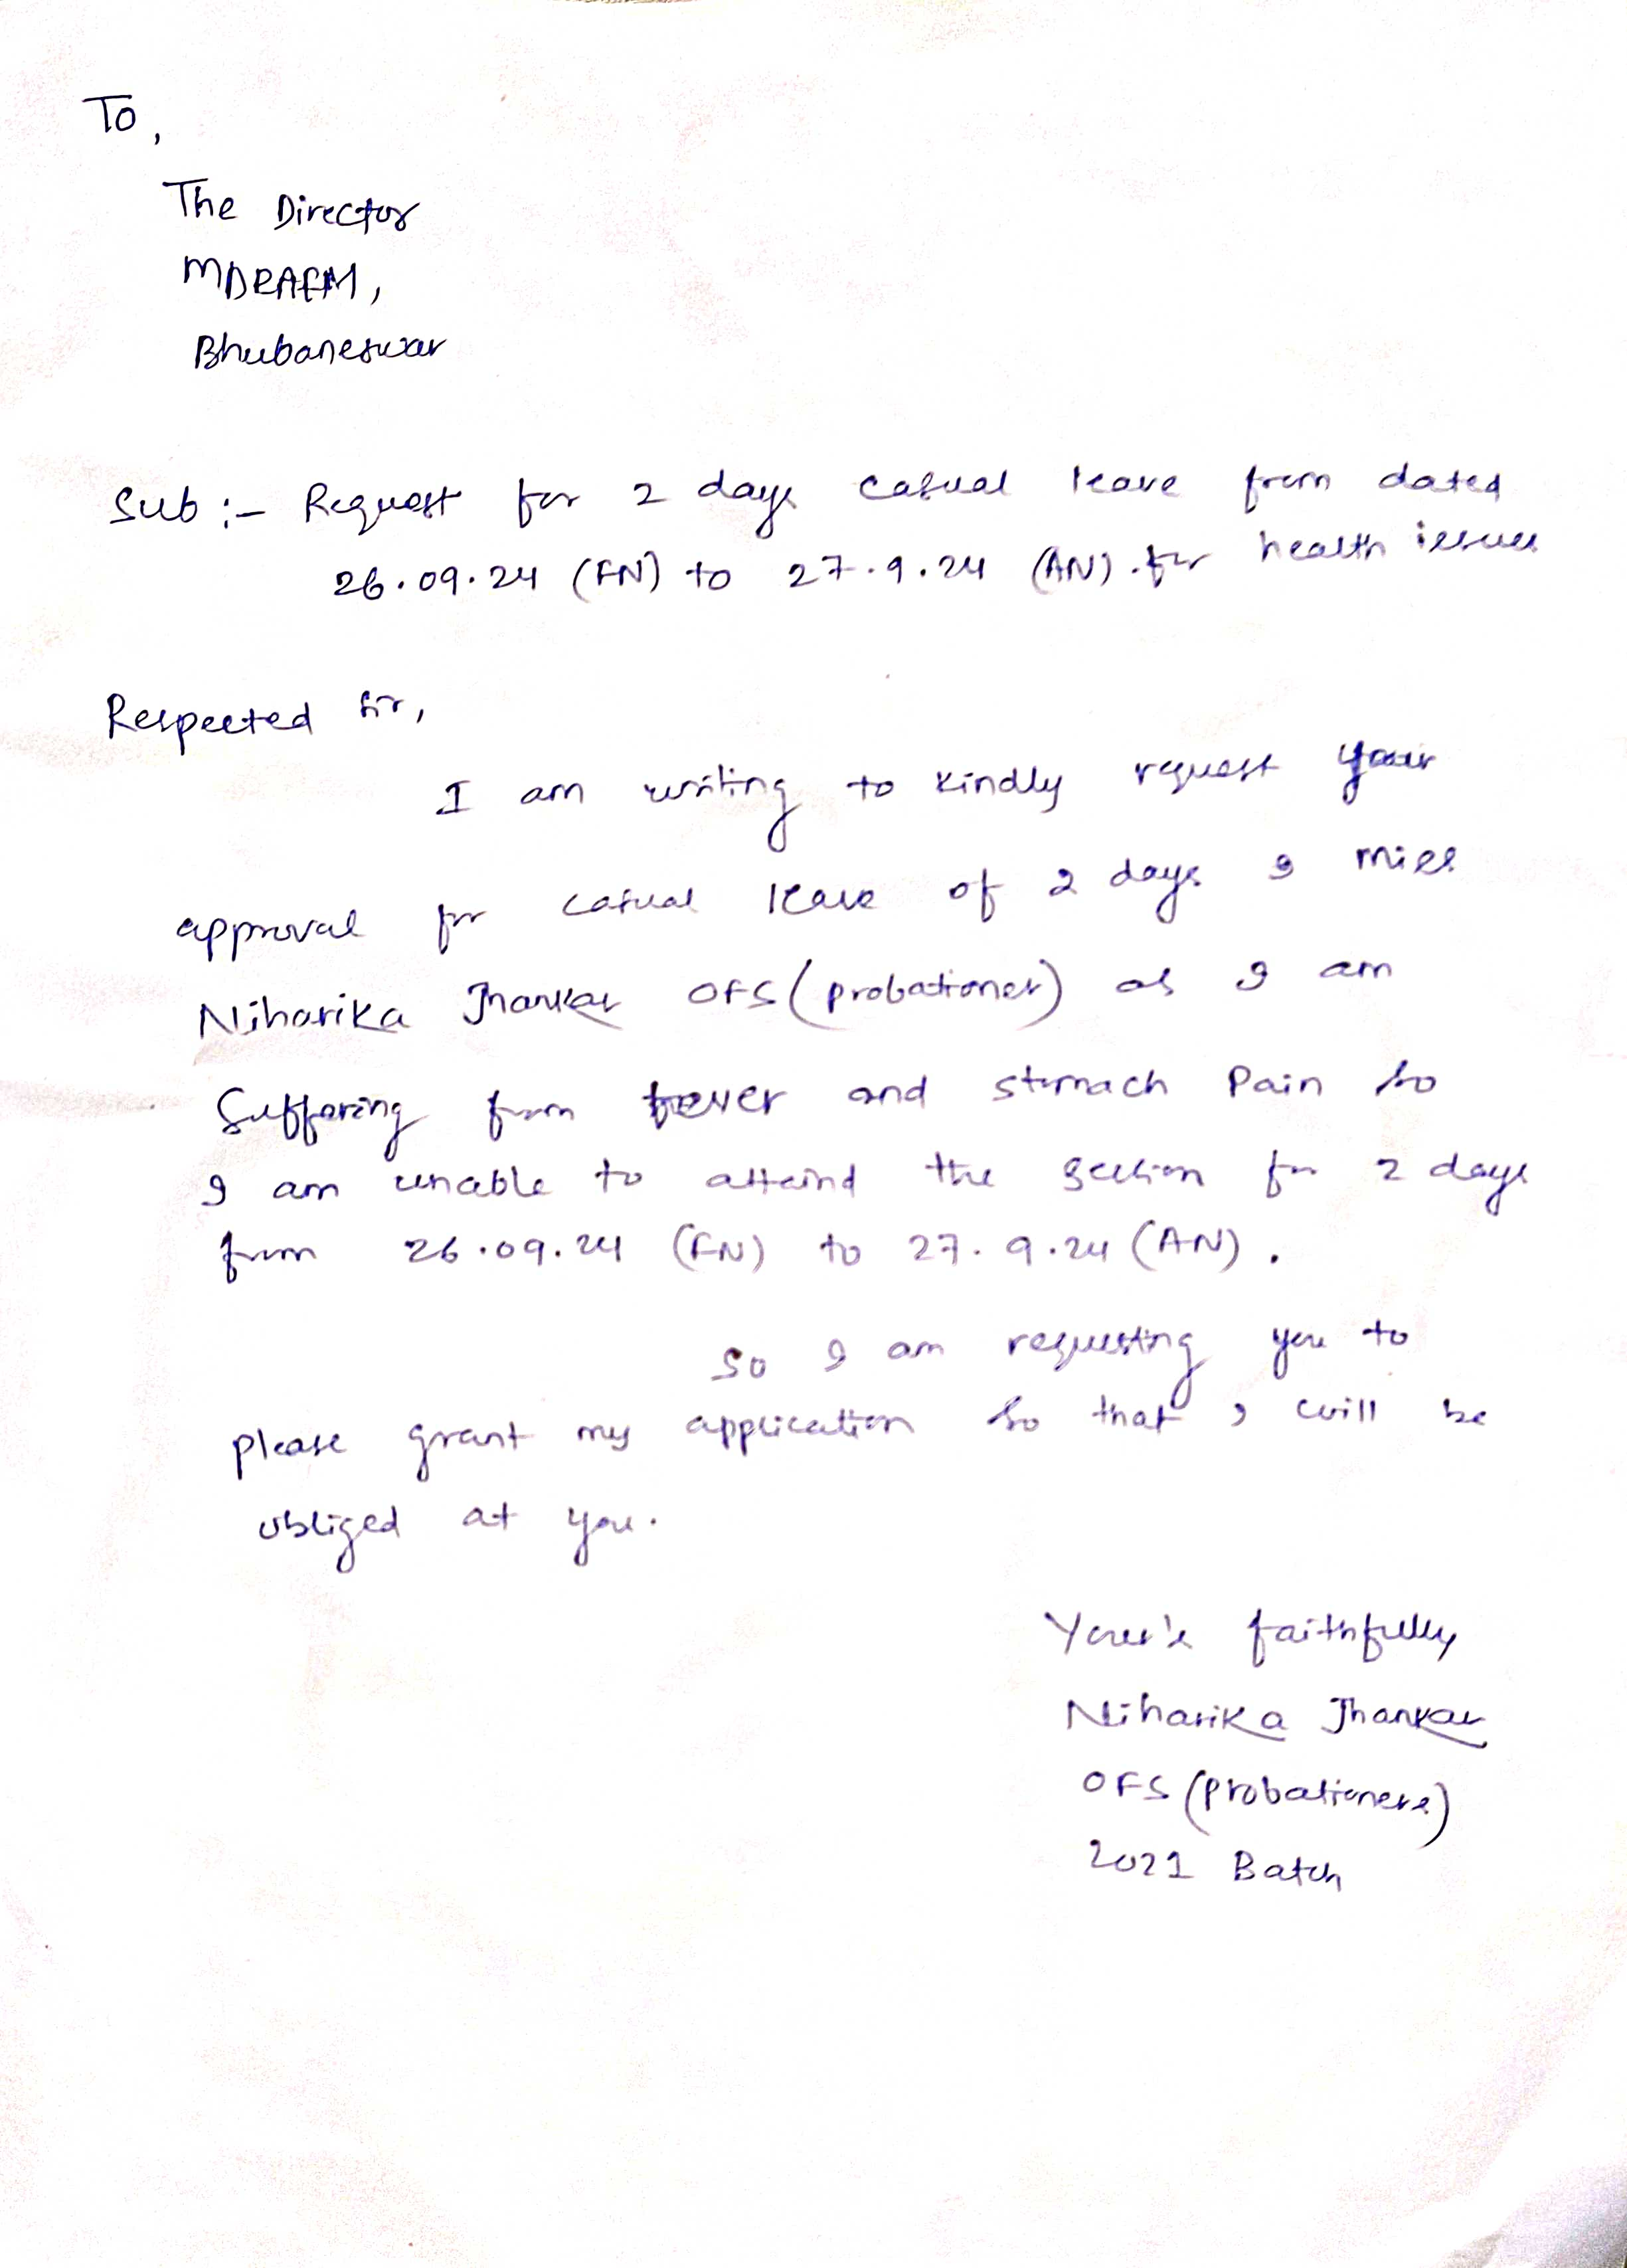 To,
The Director
MDRAFM,
Bhubaneswar
Sub :- Request for 2 days casual leave from dated
26.09.24 (FN) to 27.9.24 (AN). for health issues
Respected Sir,
I am writing to kindly request your
approval for casual leave of 2 days I miss
Niharika Jhankar OFS (probationer) as I am
Suffering from fever and stomach Pain so
I am unable to attend the section for 2 days
from 26.09.24 (FN) to 27.9.24 (AN).
So I am requesting you to
please grant my application so that I will be
obliged at you.
Your's faithfully
Niharika Jhankar
OFS (Probationers)
2021 Batch